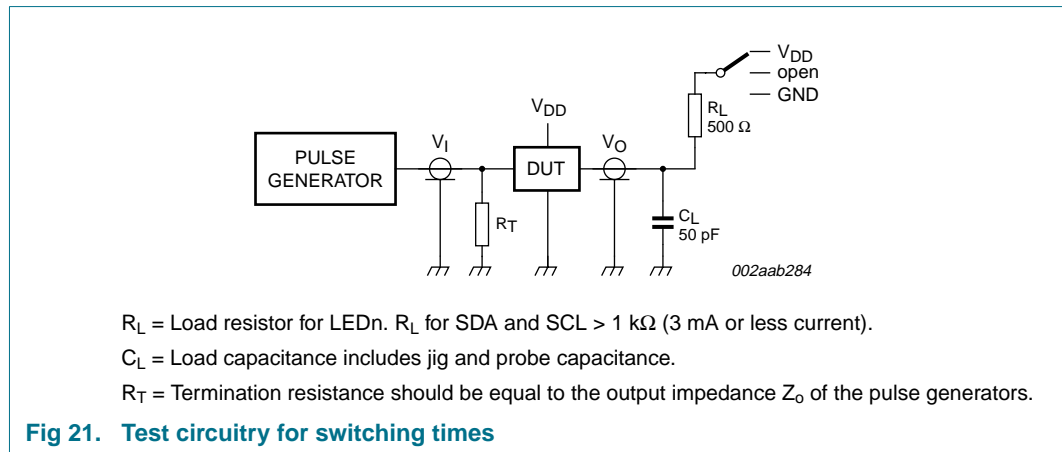 VDD
open
GND
RL
500 Ω
VDD
VI
VO
PULSE
GENERATOR
DUT
RT
CL
50 pF
002aab284
RL = Load resistor for LEDn. RL for SDA and SCL > 1 kΩ (3 mA or less current).
CL = Load capacitance includes jig and probe capacitance.
RT = Termination resistance should be equal to the output impedance Zo of the pulse generators.
Fig 21. Test circuitry for switching times